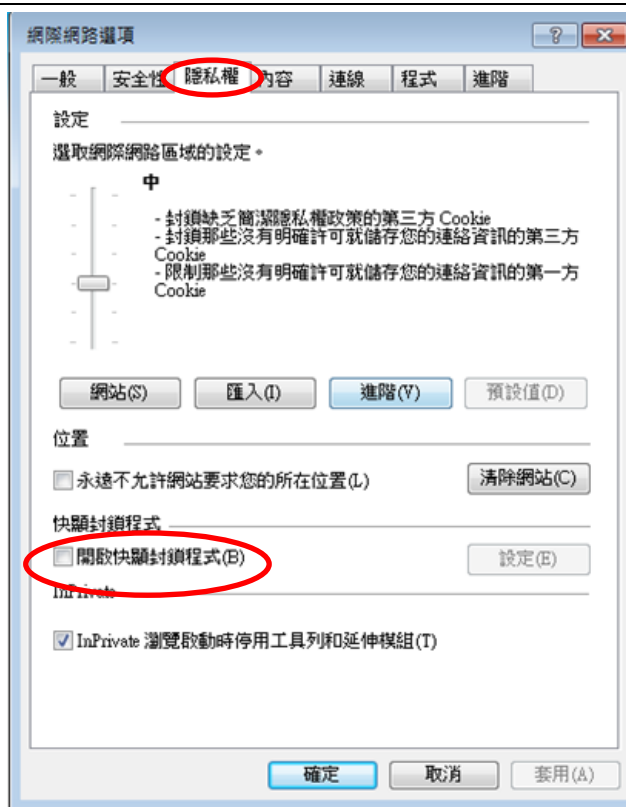 網際網路選項
一般 安全性 隱私權 內容 連線 程式 進階
設定
選取網際網路區域的設定。
中
- 封鎖缺乏簡潔隱私權政策的第三方 Cookie
- 封鎖那些沒有明確許可就儲存您的連絡資訊的第三方
Cookie
- 限制那些沒有明確許可就儲存您的連絡資訊的第一方
Cookie
網站(S) 匯入(I) 進階(V) 預設值(D)
位置
永遠不允許網站要求您的所在位置(L) 清除網站(C)
快顯封鎖程式
開啟快顯封鎖程式(B) 設定(E)
InPrivate
InPrivate 瀏覽啟動時停用工具列和延伸模組(T)
確定 取消 套用(A)